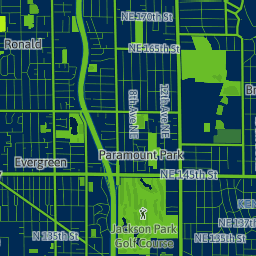 NE 170th St
Ronald
NE 165th St
8th Ave NE
12th Ave NE
Br
Paramount Park
Evergreen
NE 145th St
Jackson Park
Golf Course
N 135th St
NE 137th
NE 135th St